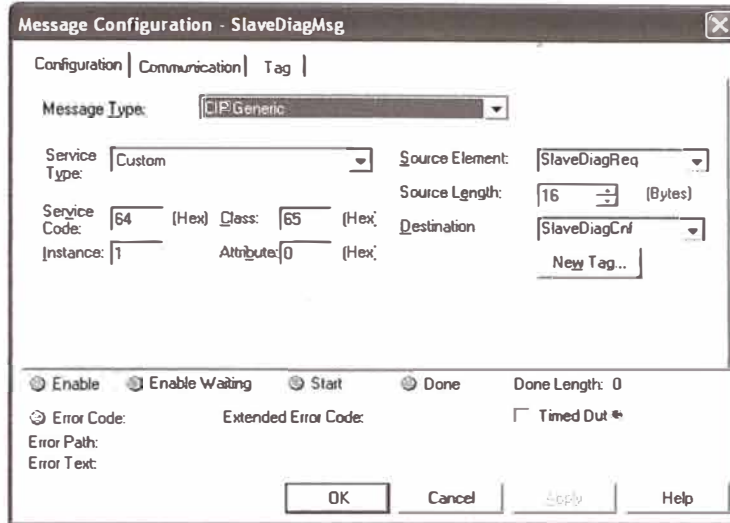 Message Configuration - SlaveDiagMsg
Configuration Communication Tag
Message Type: CIP Generic
Service Type: Custom
Source Element: SlaveDiagReq
Source Length: 16 (Bytes)
Service Code: 64 (Hex) Class: 65 (Hex)
Destination SlaveDiagCnf
Instance: 1 Attribute: 0 (Hex)
New Tag...
Enable Enable Waiting Start Done Done Length: 0
Error Code: Extended Error Code: Timed Out
Error Path:
Error Text:
OK Cancel Apply Help